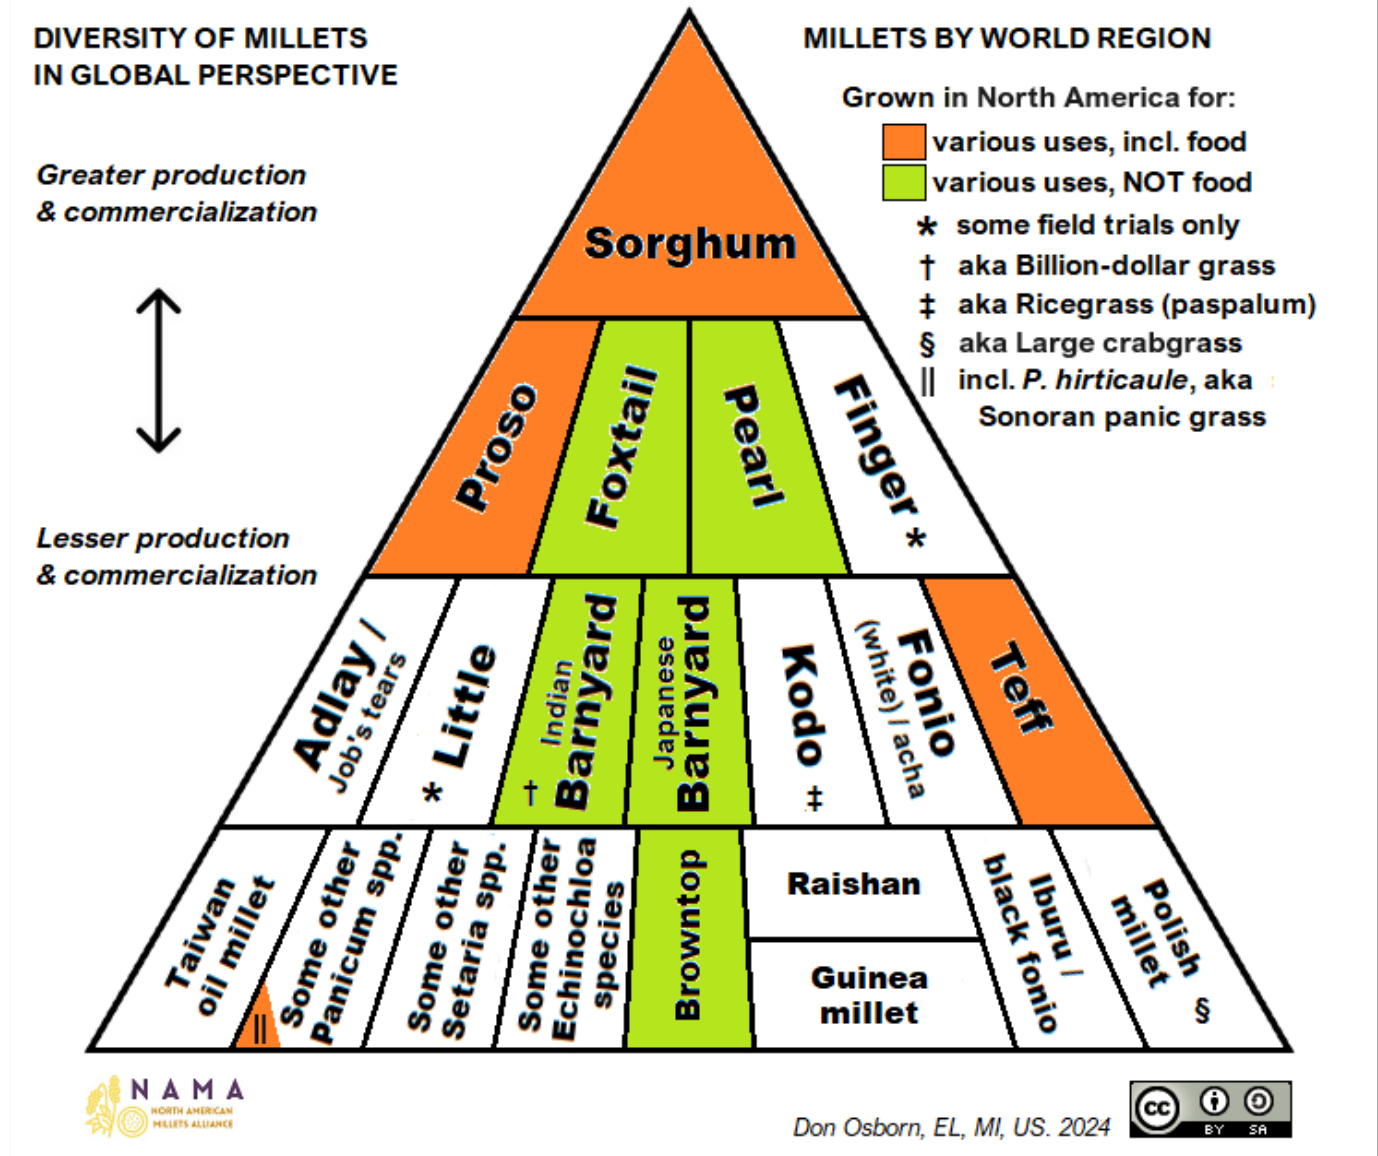 DIVERSITY OF MILLETS
IN GLOBAL PERSPECTIVE
MILLETS BY WORLD REGION
Grown in North America for:
various uses, incl. food
various uses, NOT food
* some field trials only
† aka Billion-dollar grass
‡ aka Ricegrass (paspalum)
§ aka Large crabgrass
|| incl. P. hirticaule, aka
Sonoran panic grass
Greater production
& commercialization
Lesser production
& commercialization
Sorghum
Proso
Foxtail
Pearl
Finger *
Adlay /
Job's tears
* Little
Indian
† Barnyard
Japanese
Barnyard
Kodo ‡
Fonio
(white) / acha
Teff
Taiwan
oil millet
||
Some other
Panicum spp.
Some other
Setaria spp.
Some other
Echinochloa
species
Browntop
Raishan
Guinea
millet
Iburu /
black fonio
Polish
millet
§
NAMA
NORTH AMERICAN
MILLETS ALLIANCE
Don Osborn, EL, MI, US. 2024
cc
BY SA